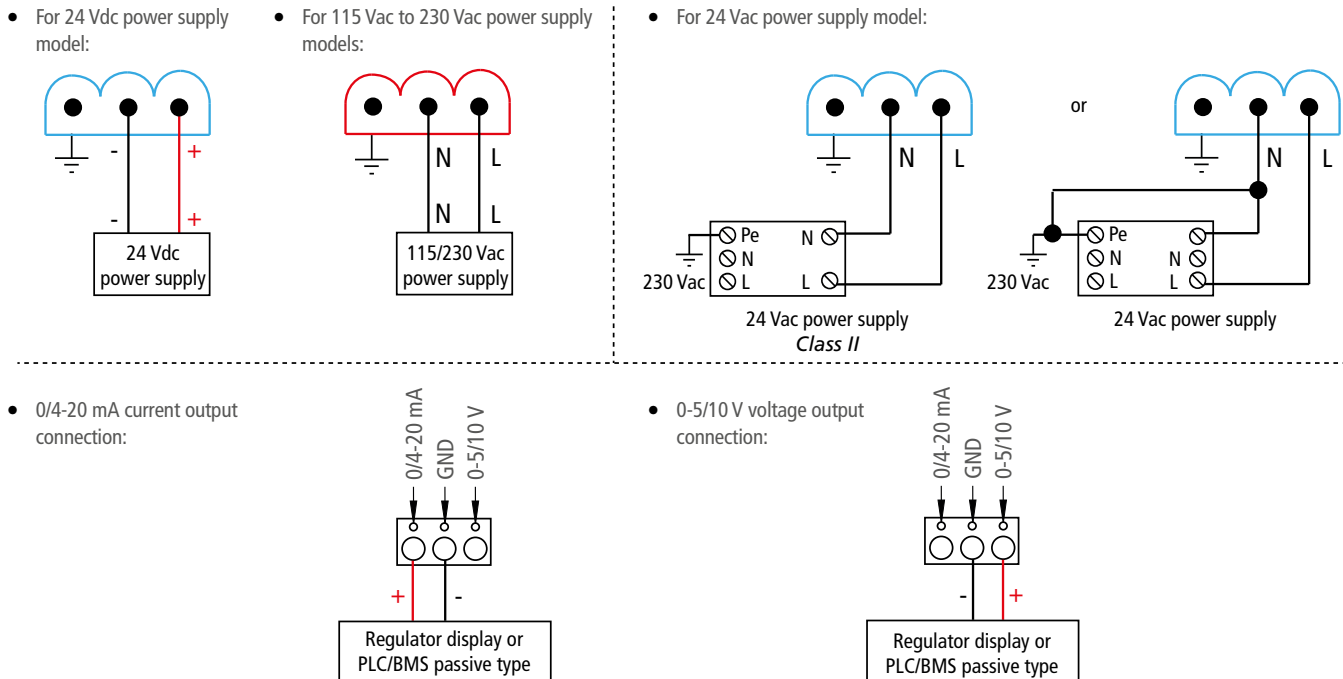 • For 24 Vdc power supply
model:
-
+
-
+
24 Vdc
power supply
• For 115 Vac to 230 Vac power supply
models:
N
L
N
L
115/230 Vac
power supply
• For 24 Vac power supply model:
N
L
Pe
N
N
230 Vac
L
L
24 Vac power supply
Class II
or
N
L
Pe
N
N
230 Vac
L
L
24 Vac power supply
• 0/4-20 mA current output
connection:
0/4-20 mA
GND
0-5/10 V
+
-
Regulator display or
PLC/BMS passive type
• 0-5/10 V voltage output
connection:
0/4-20 mA
GND
0-5/10 V
-
+
Regulator display or
PLC/BMS passive type